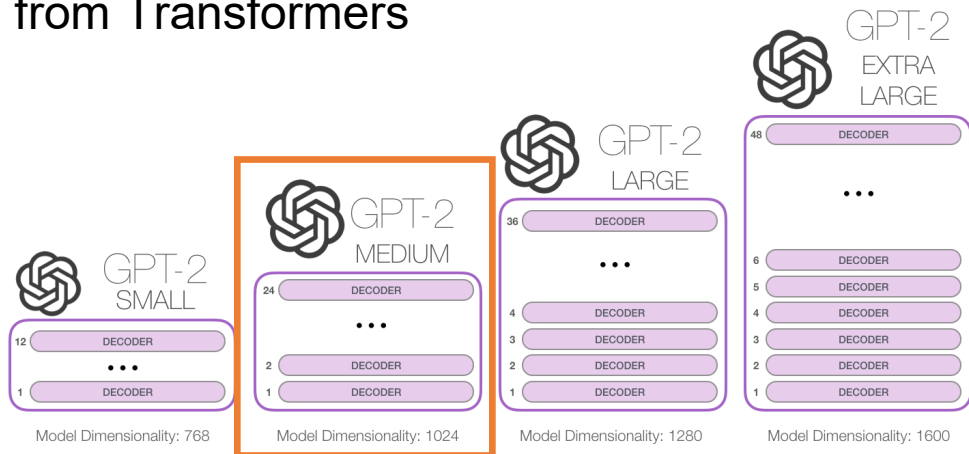 from Transformers
GPT-2
SMALL
12 DECODER
...
1 DECODER
Model Dimensionality: 768
GPT-2
MEDIUM
24 DECODER
...
2 DECODER
1 DECODER
Model Dimensionality: 1024
GPT-2
LARGE
36 DECODER
...
4 DECODER
3 DECODER
2 DECODER
1 DECODER
Model Dimensionality: 1280
GPT-2
EXTRA
LARGE
48 DECODER
...
6 DECODER
5 DECODER
4 DECODER
3 DECODER
2 DECODER
1 DECODER
Model Dimensionality: 1600